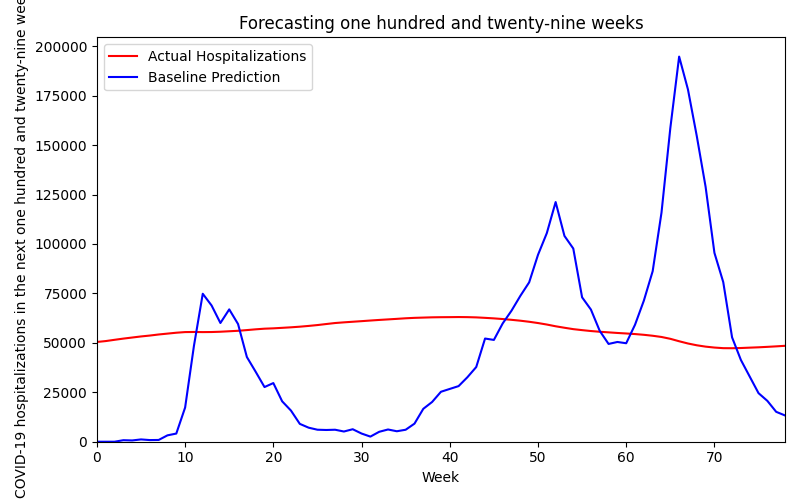 Forecasting one hundred and twenty-nine weeks
Actual Hospitalizations
Baseline Prediction
200000
175000
150000
125000
100000
75000
50000
25000
0
COVID-19 hospitalizations in the next one hundred and twenty-nine
0 10 20 30 40 50 60 70
Week